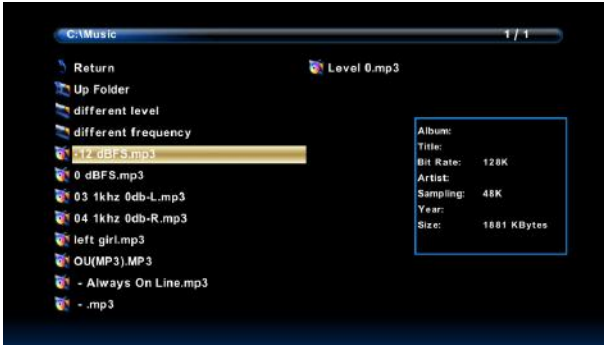 C:\Music 1 / 1
Return
Up Folder
different level
different frequency
-12 dBFS.mp3
0 dBFS.mp3
03 1khz 0db-L.mp3
04 1khz 0db-R.mp3
left girl.mp3
OU(MP3).MP3
- Always On Line.mp3
- .mp3
Level 0.mp3
Album:
Title:
Bit Rate: 128K
Artist:
Sampling: 48K
Year:
Size: 1881 KBytes